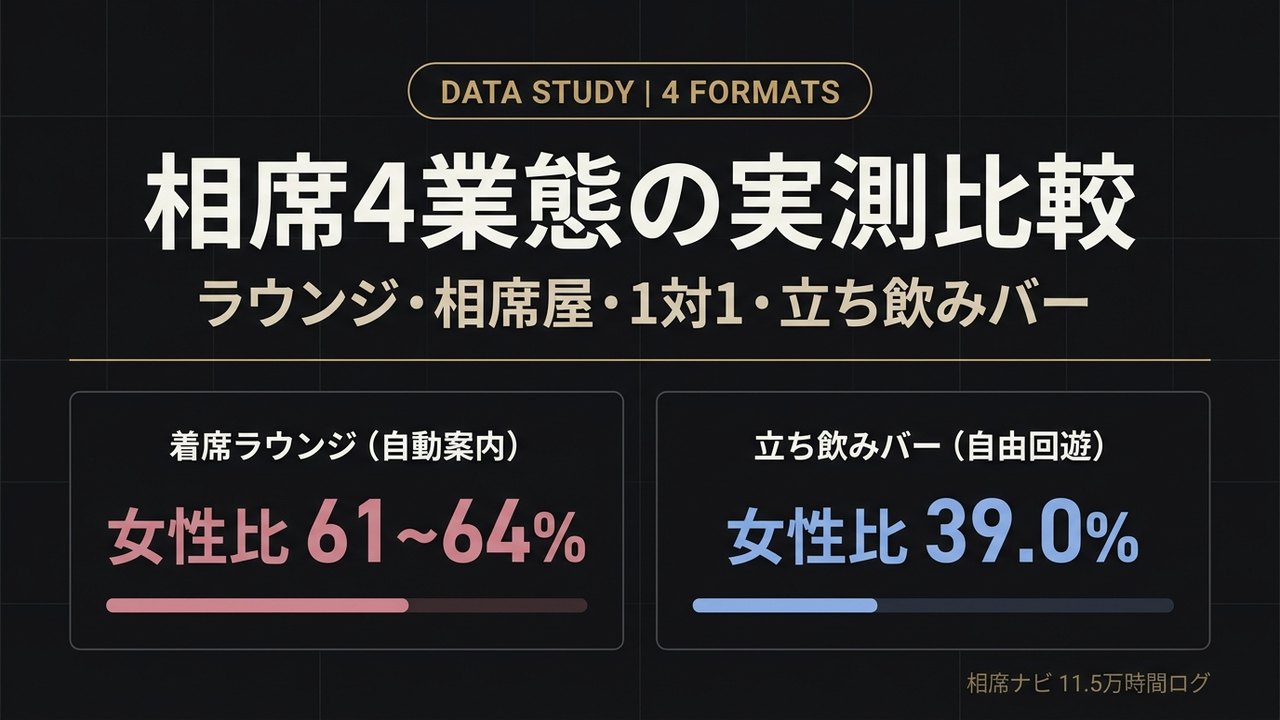 DATA STUDY | 4 FORMATS
相席4業態の実測比較
ラウンジ・相席屋・1対1・立ち飲みバー
着席ラウンジ（自動案内）
女性比 61~64%
立ち飲みバー（自由回遊）
女性比 39.0%
相席ナビ 11.5万時間ログ